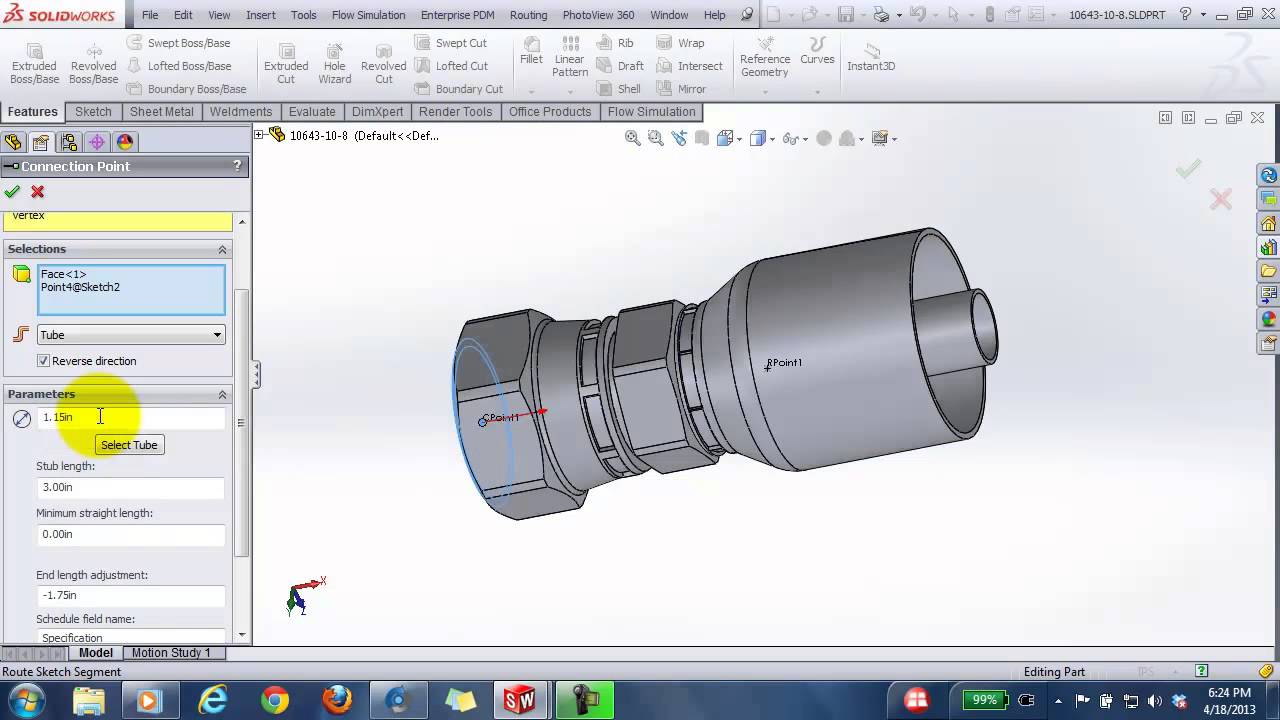 SOLIDWORKS File Edit View Insert Tools Flow Simulation Enterprise PDM Routing PhotoView 360 Window Help 10643-10-8.SLDPRT ?
Extruded Boss/Base
Revolved Boss/Base
Swept Boss/Base
Lofted Boss/Base
Boundary Boss/Base
Extruded Cut
Hole Wizard
Revolved Cut
Swept Cut
Lofted Cut
Boundary Cut
Fillet
Linear Pattern
Rib
Draft
Shell
Wrap
Intersect
Mirror
Reference Geometry
Curves
Instant3D
Features Sketch Sheet Metal Weldments Evaluate DimXpert Render Tools Office Products Flow Simulation
10643-10-8 (Default<<Def...
Connection Point ?
Vertex
Selections
Face<1>
Point4@Sketch2
Tube
Reverse direction
Parameters
1.15in
Select Tube
Stub length:
3.00in
Minimum straight length:
0.00in
End length adjustment:
-1.75in
Schedule field name:
Specification
CPoint1
RPoint1
X
Y
Z
Model Motion Study 1
Route Sketch Segment Editing Part IPS ?
SW
99%
6:24 PM
4/18/2013